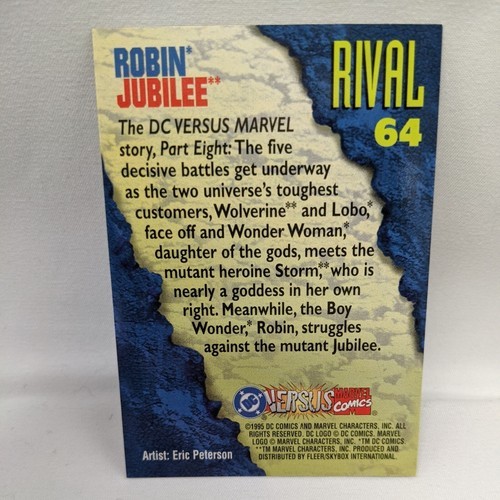 ROBIN*
JUBILEE**
RIVAL
64
The DC VERSUS MARVEL
story, Part Eight: The five
decisive battles get underway
as the two universe's toughest
customers, Wolverine** and Lobo,*
face off and Wonder Woman,*
daughter of the gods, meets the
mutant heroine Storm,** who is
nearly a goddess in her own
right. Meanwhile, the Boy
Wonder,* Robin, struggles
against the mutant Jubilee.
DC VERSUS MARVEL COMICS
©1995 DC COMICS AND MARVEL CHARACTERS, INC. ALL
RIGHTS RESERVED. DC LOGO © DC COMICS. MARVEL
LOGO © MARVEL CHARACTERS, INC. *TM DC COMICS
**TM MARVEL CHARACTERS, INC. PRODUCED AND
DISTRIBUTED BY FLEER/SKYBOX INTERNATIONAL.
Artist: Eric Peterson